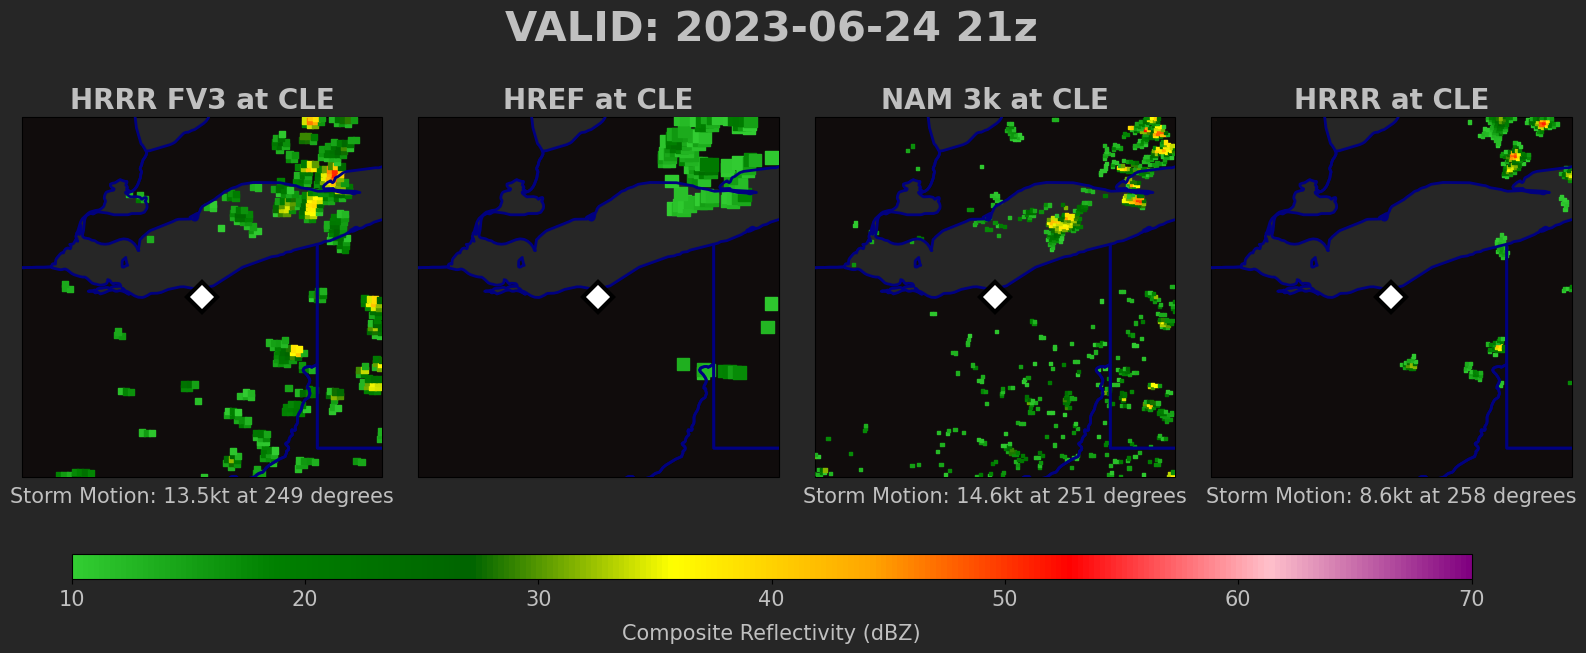 VALID: 2023-06-24 21z
HRRR FV3 at CLE
HREF at CLE
NAM 3k at CLE
HRRR at CLE
Storm Motion: 13.5kt at 249 degrees
Storm Motion: 14.6kt at 251 degrees
Storm Motion: 8.6kt at 258 degrees
10 20 30 40 50 60 70
Composite Reflectivity (dBZ)